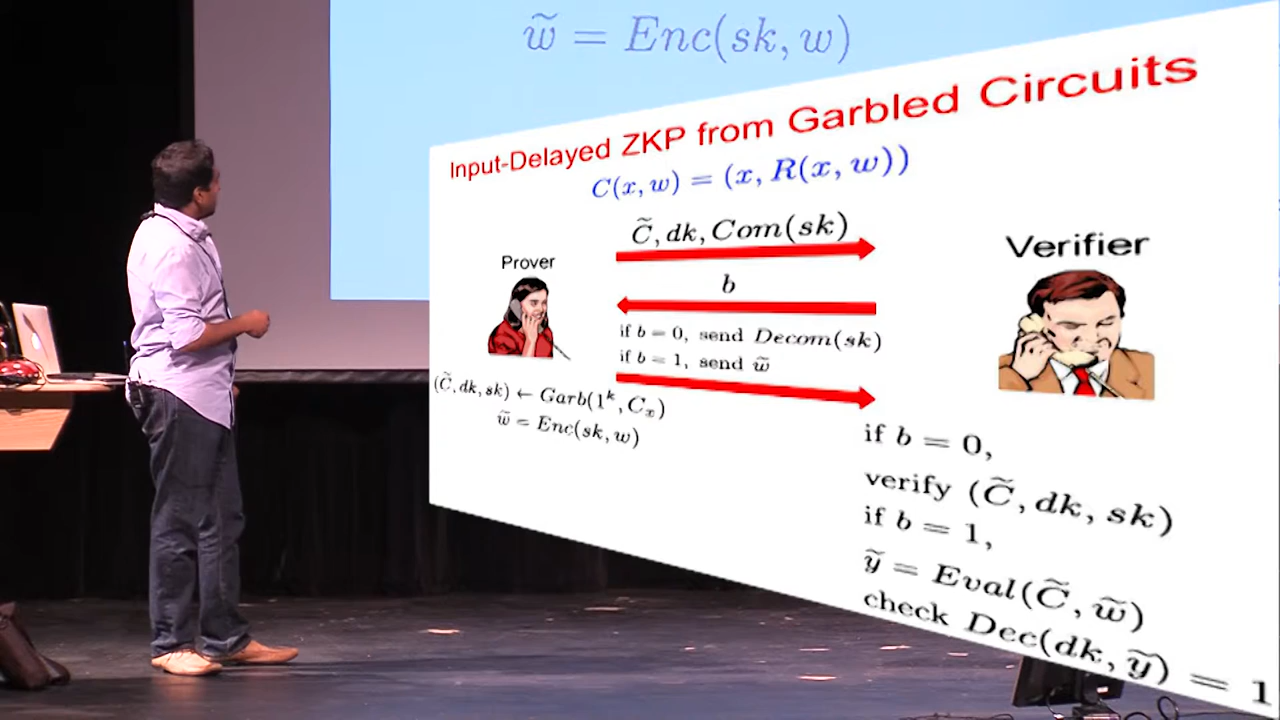 w̃ = Enc(sk, w)
Input-Delayed ZKP from Garbled Circuits
C(x, w) = (x, R(x, w))
C̃, dk, Com(sk)
Prover
Verifier
b
if b = 0, send Decom(sk)
if b = 1, send w̃
(C̃, dk, sk) ← Garb(1ᵏ, Cₓ)
w̃ = Enc(sk, w)
if b = 0,
verify (C̃, dk, sk)
if b = 1,
ỹ = Eval(C̃, w̃)
check Dec(dk, ỹ) = 1